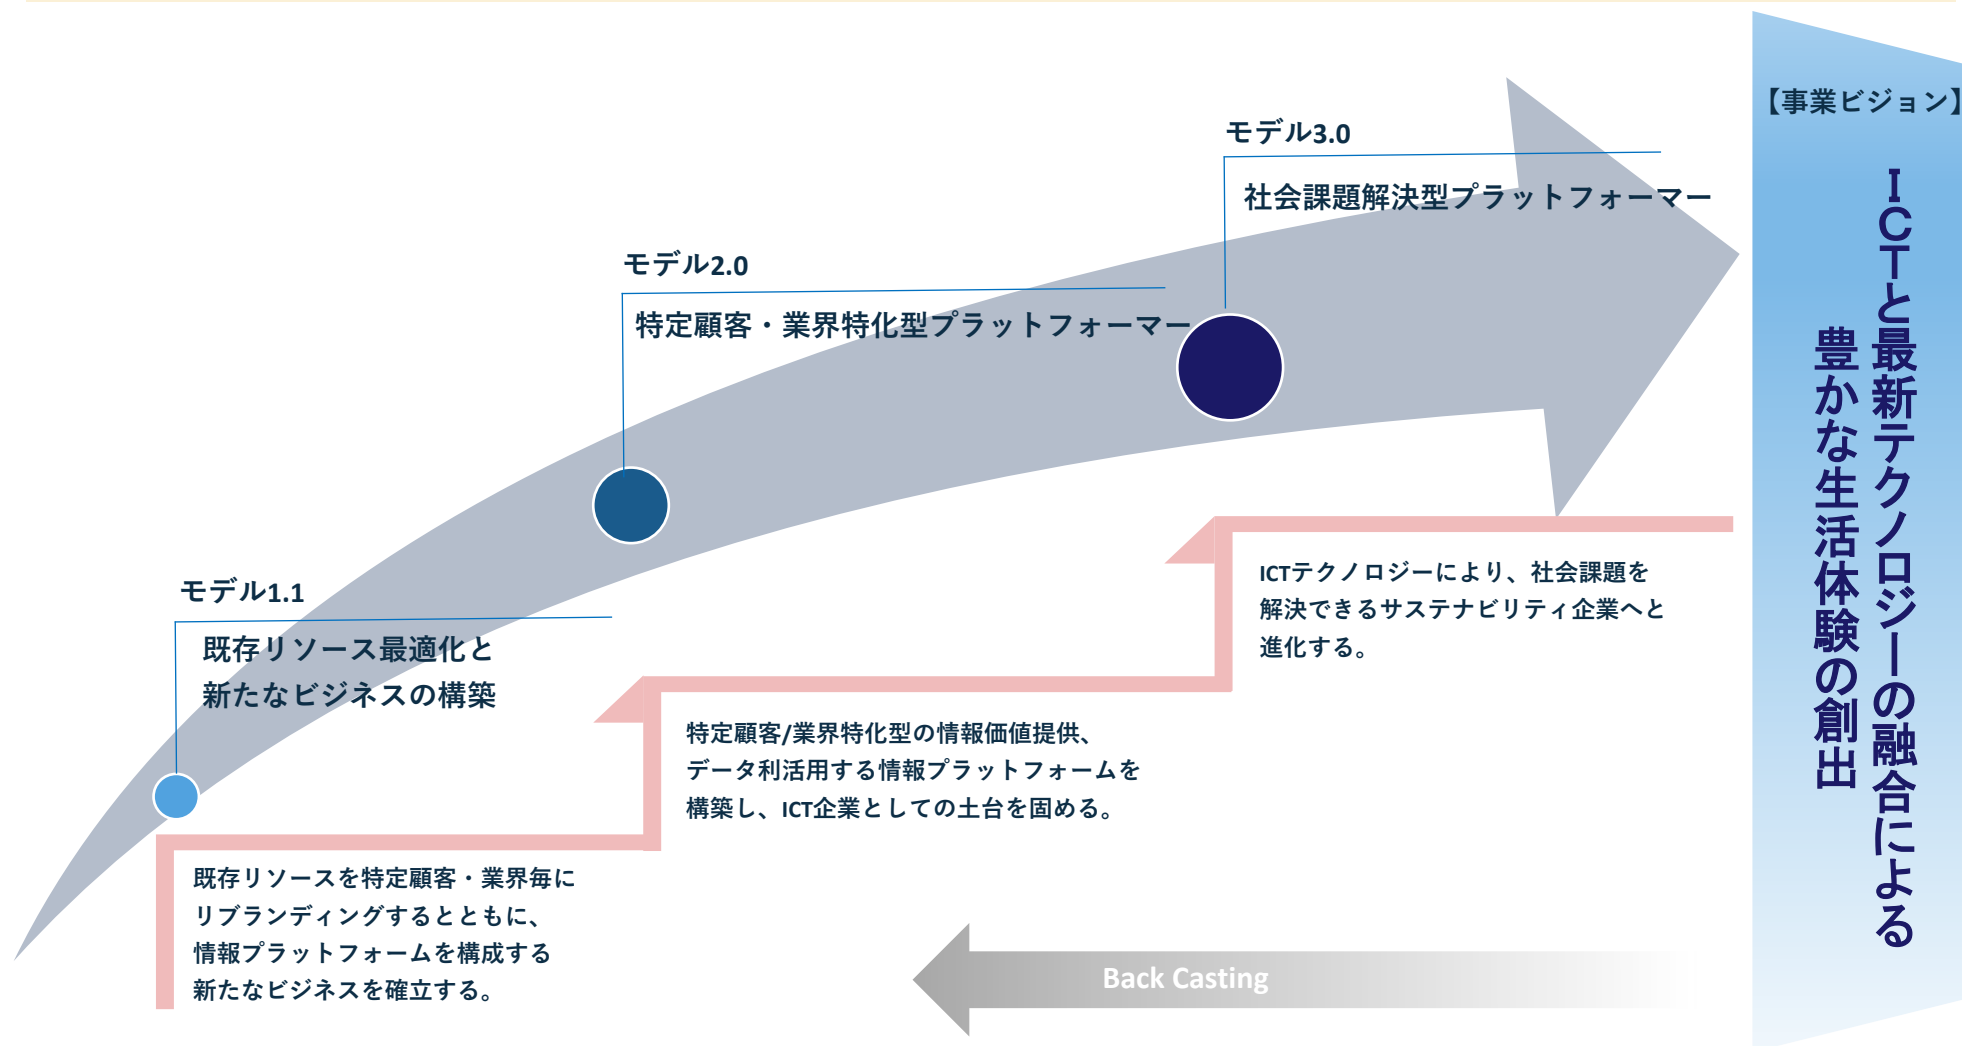 モデル1.1
既存リソース最適化と
新たなビジネスの構築
既存リソースを特定顧客・業界毎に
リブランディングするとともに、
情報プラットフォームを構成する
新たなビジネスを確立する。
モデル2.0
特定顧客・業界特化型プラットフォーマー
特定顧客/業界特化型の情報価値提供、
データ利活用する情報プラットフォームを
構築し、ICT企業としての土台を固める。
モデル3.0
社会課題解決型プラットフォーマー
ICTテクノロジーにより、社会課題を
解決できるサステナビリティ企業へと
進化する。
Back Casting
【事業ビジョン】
ICTと最新テクノロジーの融合による
豊かな生活体験の創出